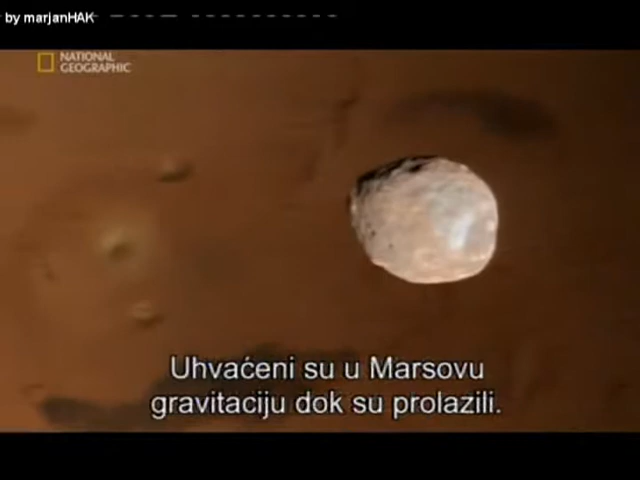 by marjanHAK
NATIONAL
GEOGRAPHIC
Uhvaćeni su u Marsovu
gravitaciju dok su prolazili.